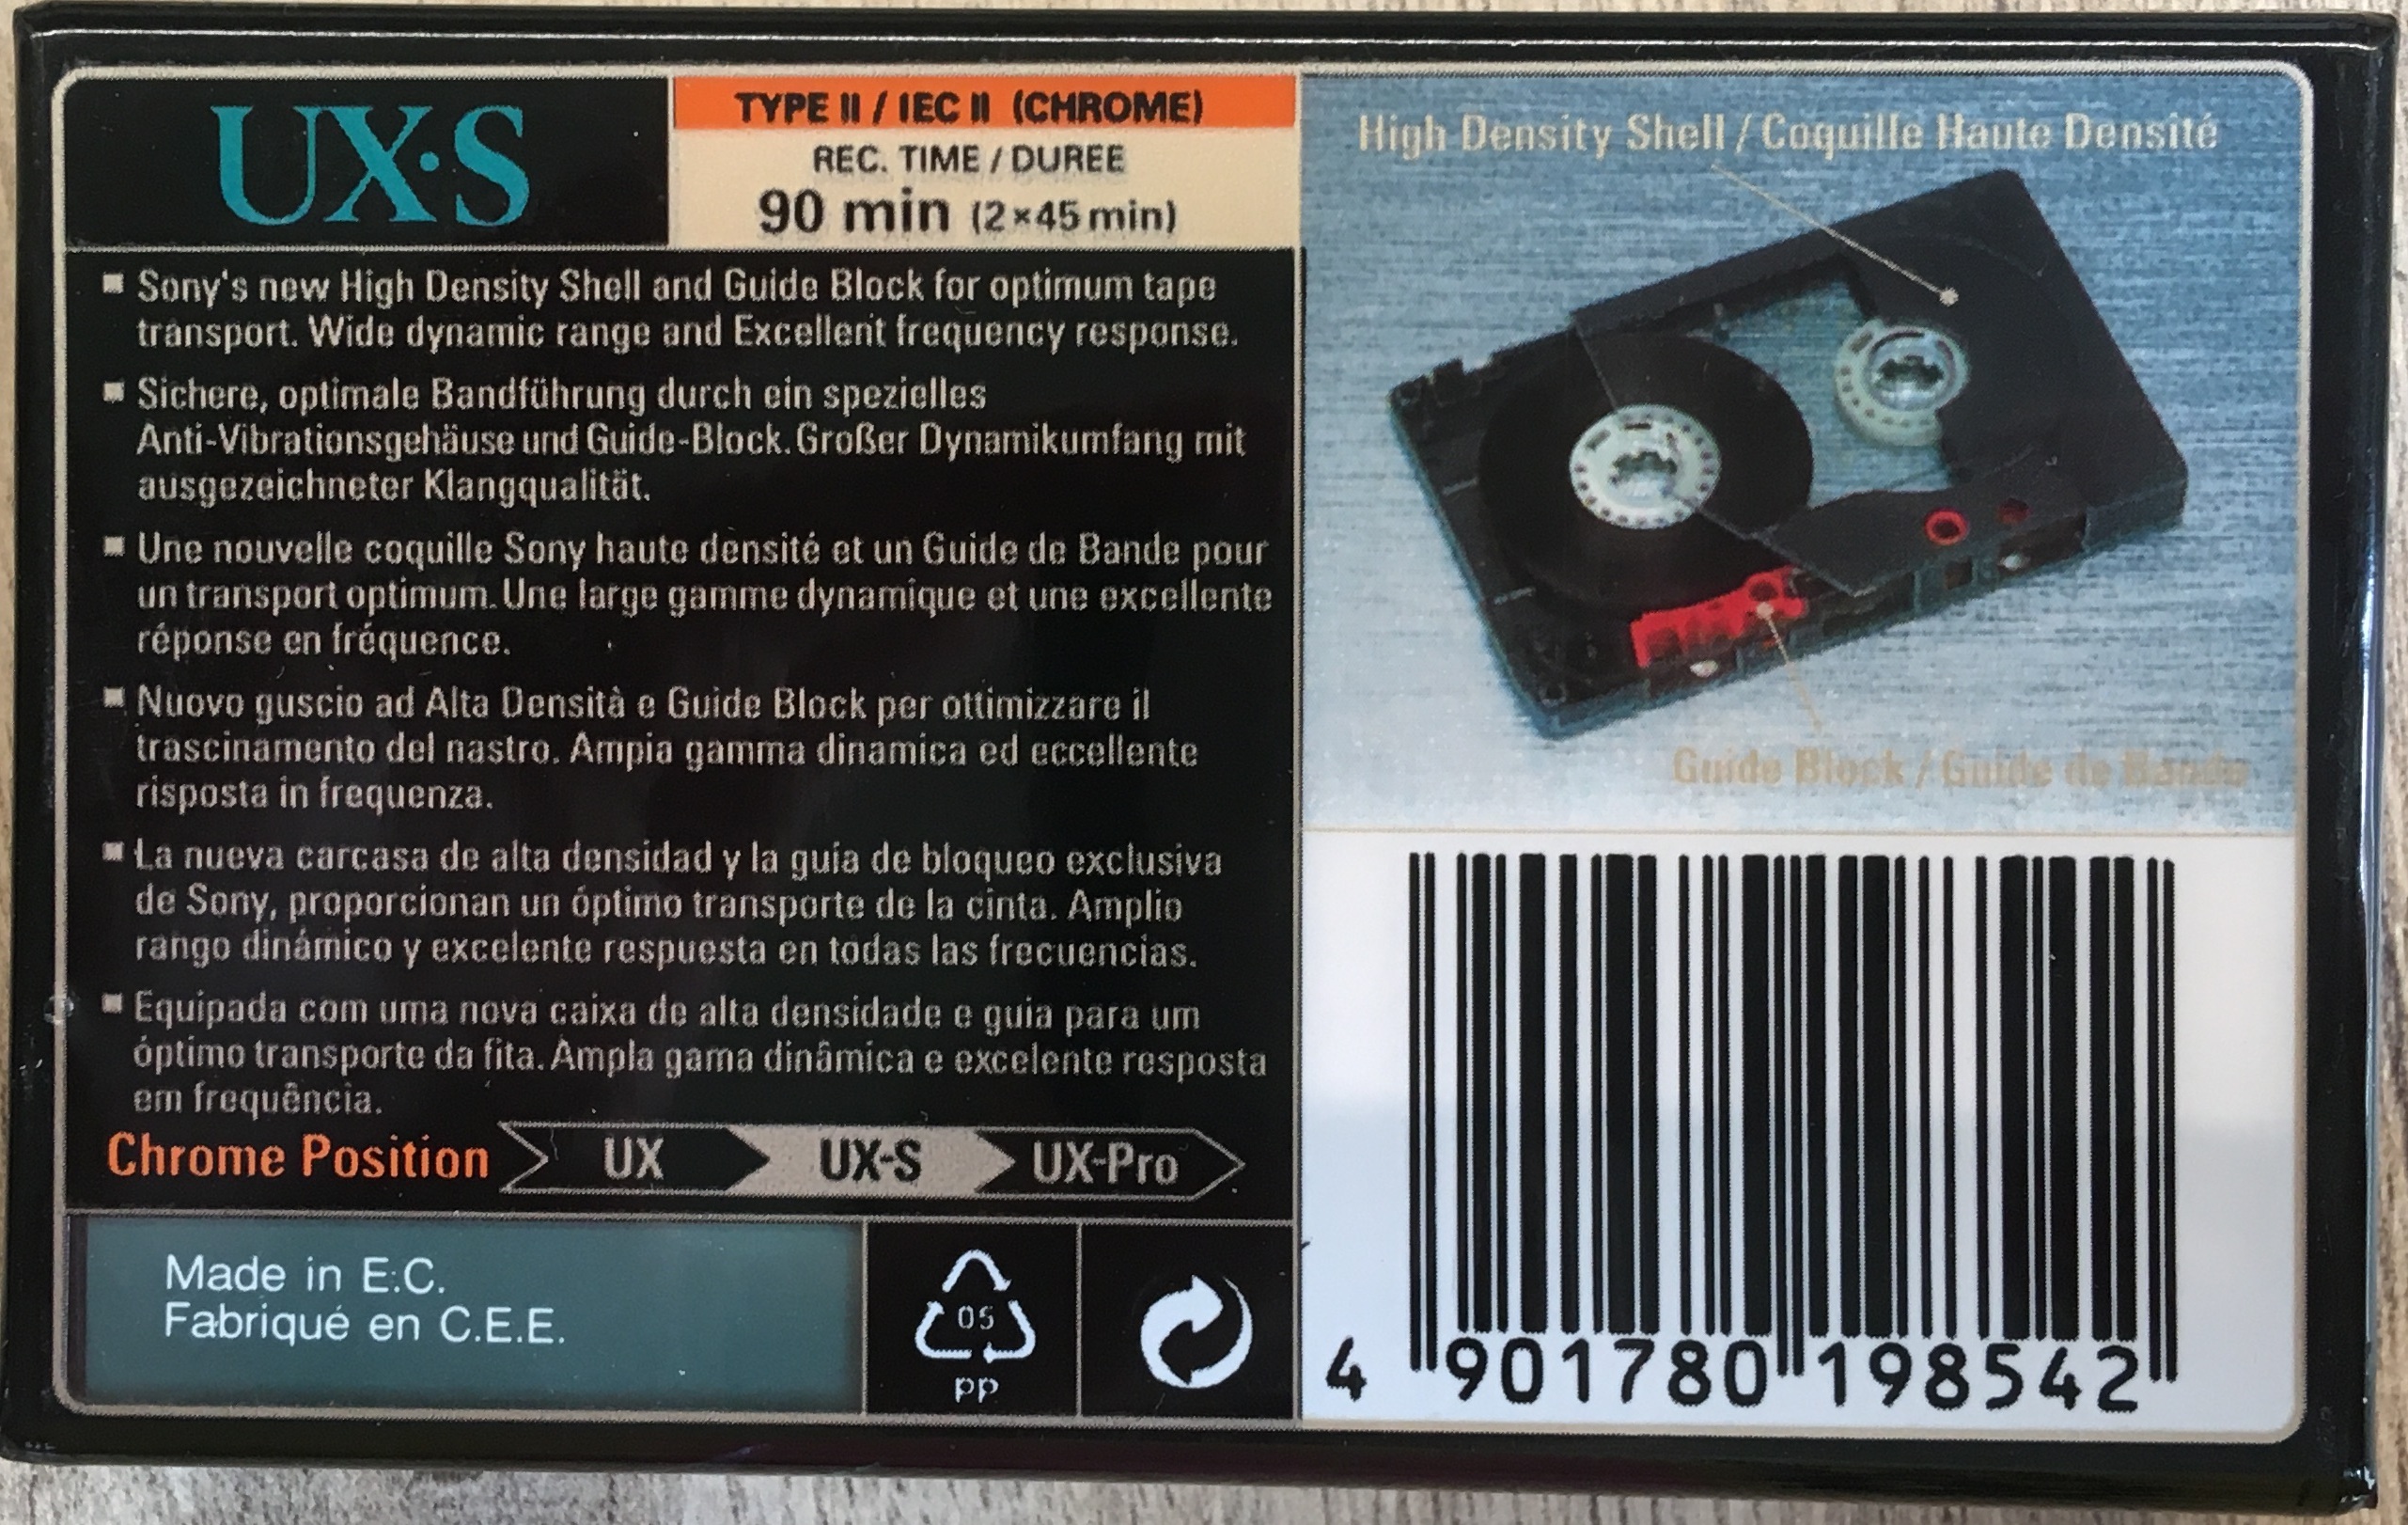 UX·S
TYPE II / IEC II (CHROME)
REC. TIME / DUREE
90 min (2×45 min)
■ Sony's new High Density Shell and Guide Block for optimum tape
transport. Wide dynamic range and Excellent frequency response.
■ Sichere, optimale Bandführung durch ein spezielles
Anti-Vibrationsgehäuse und Guide-Block. Großer Dynamikumfang mit
ausgezeichneter Klangqualität.
■ Une nouvelle coquille Sony haute densité et un Guide de Bande pour
un transport optimum. Une large gamme dynamique et une excellente
réponse en fréquence.
■ Nuovo guscio ad Alta Densità e Guide Block per ottimizzare il
trascinamento del nastro. Ampia gamma dinamica ed eccellente
risposta in frequenza.
■ La nueva carcasa de alta densidad y la guia de bloqueo exclusiva
de Sony, proporcionan un óptimo transporte de la cinta. Amplio
rango dinámico y excelente respuesta en todas las frecuencias.
■ Equipada com uma nova caixa de alta densidade e guia para um
óptimo transporte da fita. Ampla gama dinâmica e excelente resposta
em frequência.
Chrome Position UX UX-S UX-Pro
Made in E.C.
Fabriqué en C.E.E.
05
PP
High Density Shell / Coquille Haute Densité
Guide Block / Guide de Bande
4 901780 198542